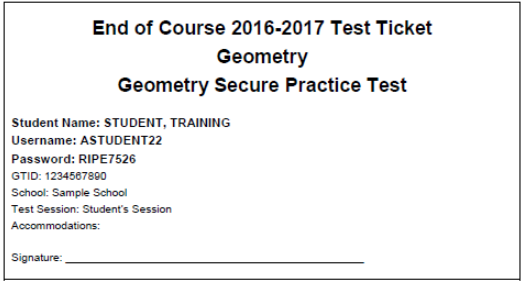 End of Course 2016-2017 Test Ticket
Geometry
Geometry Secure Practice Test
Student Name: STUDENT, TRAINING
Username: ASTUDENT22
Password: RIPE7526
GTID: 1234567890
School: Sample School
Test Session: Student's Session
Accommodations:
Signature: